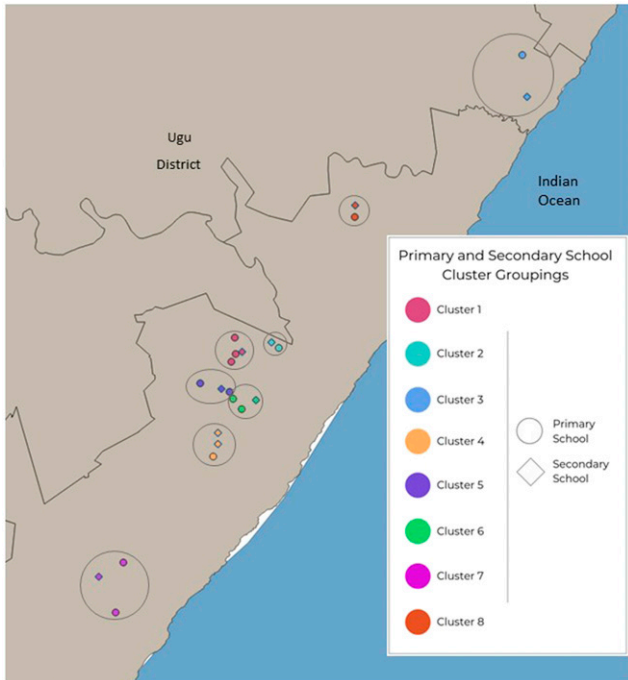 Ugu
District
Indian
Ocean
Primary and Secondary School
Cluster Groupings
Cluster 1
Cluster 2
Cluster 3
Cluster 4
Cluster 5
Cluster 6
Cluster 7
Cluster 8
Primary
School
Secondary
School